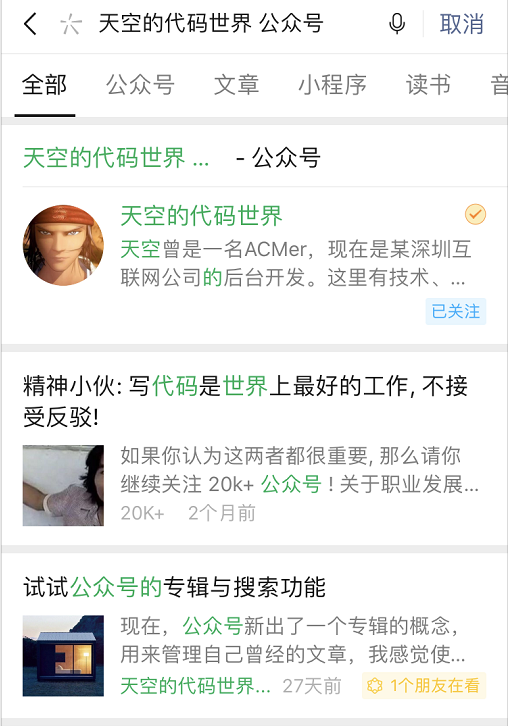 天空的代码世界 公众号
取消
全部 公众号 文章 小程序 读书 音
天空的代码世界 ... - 公众号
天空的代码世界
天空曾是一名ACMer，现在是某深圳互
联网公司的后台开发。这里有技术、...
已关注
精神小伙: 写代码是世界上最好的工作, 不接
受反驳!
如果你认为这两者都很重要, 那么请你
继续关注 20k+ 公众号 ! 关于职业发展...
20K+ 2个月前
试试公众号的专辑与搜索功能
现在，公众号新出了一个专辑的概念，
用来管理自己曾经的文章，我感觉使...
天空的代码世界... 27天前 1个朋友在看